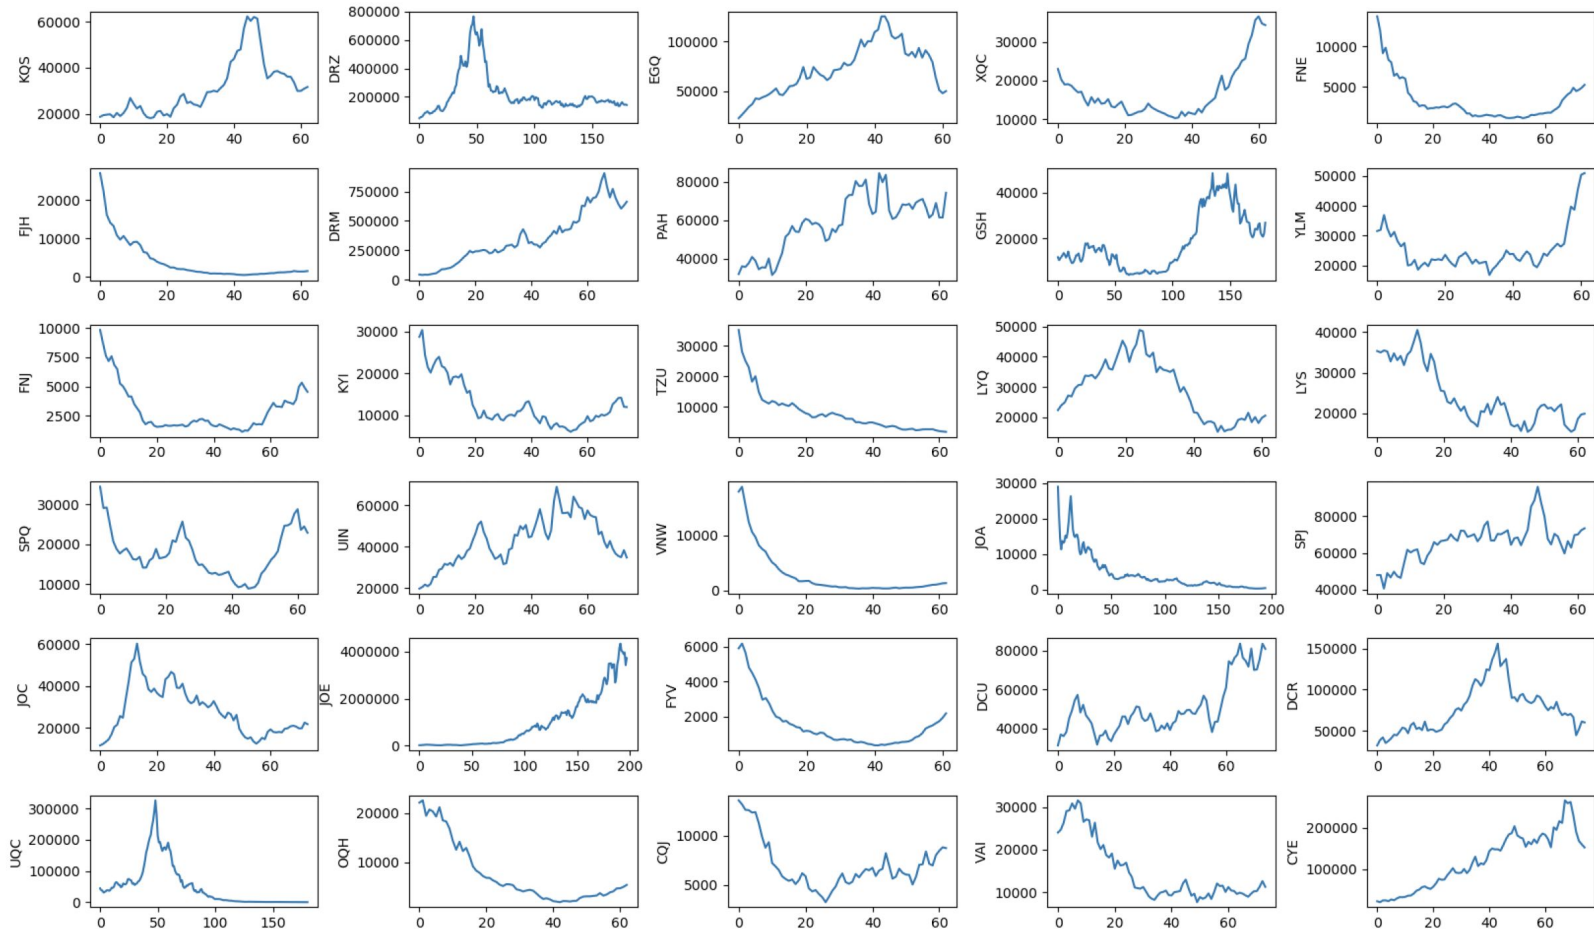 KQS
60000
40000
20000
0 20 40 60
DRZ
800000
600000
400000
200000
0 50 100 150
EGQ
100000
50000
0 20 40 60
XQC
30000
20000
10000
0 20 40 60
FNE
10000
5000
0 20 40 60
FJH
20000
10000
0
0 20 40 60
DRM
750000
500000
250000
0
0 20 40 60
PAH
80000
60000
40000
0 20 40 60
GSH
40000
20000
0 50 100 150
YLM
50000
40000
30000
20000
0 20 40 60
FNJ
10000
7500
5000
2500
0 20 40 60
KYI
30000
20000
10000
0 20 40 60
TZU
30000
20000
10000
0 20 40 60
LYQ
50000
40000
30000
20000
0 20 40 60
LYS
40000
30000
20000
0 20 40 60
SPQ
30000
20000
10000
0 20 40 60
UIN
60000
40000
20000
0 20 40 60
VNW
10000
0
0 20 40 60
JOA
30000
20000
10000
0
0 50 100 150 200
SPJ
80000
60000
40000
0 20 40 60
JOC
60000
40000
20000
0 20 40 60
JOE
4000000
2000000
0
0 50 100 150 200
FYV
6000
4000
2000
0 20 40 60
DCU
80000
60000
40000
0 20 40 60
DCR
150000
100000
50000
0 20 40 60
UQC
300000
200000
100000
0
0 50 100 150
OQH
20000
10000
0 20 40 60
CQJ
10000
5000
0 20 40 60
VAI
30000
20000
10000
0 20 40 60
CYE
200000
100000
0 20 40 60